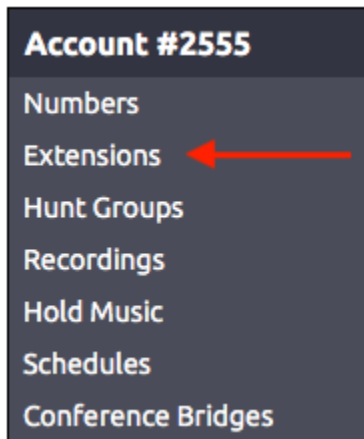 Account #2555
Numbers
Extensions
Hunt Groups
Recordings
Hold Music
Schedules
Conference Bridges